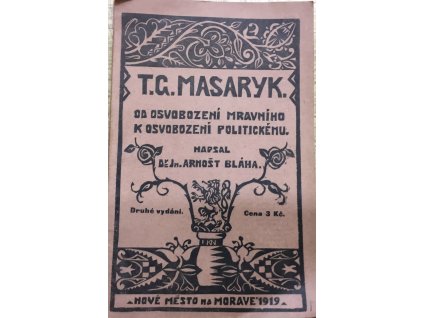 T.G. MASARYK.
OD OSVOBOZENÍ MRAVNÍHO
K OSVOBOZENÍ POLITICKÉMU.
NAPSAL
Dr. In. ARNOŠT BLÁHA.
Druhé vydání.
Cena 3 Kč.
NOVÉ MĚSTO NA MORAVĚ 1919